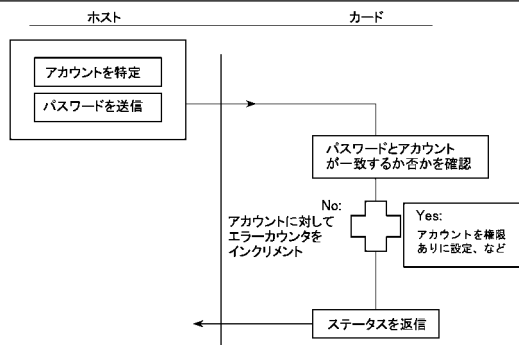 ホスト
カード
アカウントを特定
パスワードを送信
パスワードとアカウント
が一致するか否かを確認
No:
アカウントに対して
エラーカウンタを
インクリメント
Yes:
アカウントを権限
ありに設定、など
ステータスを返信